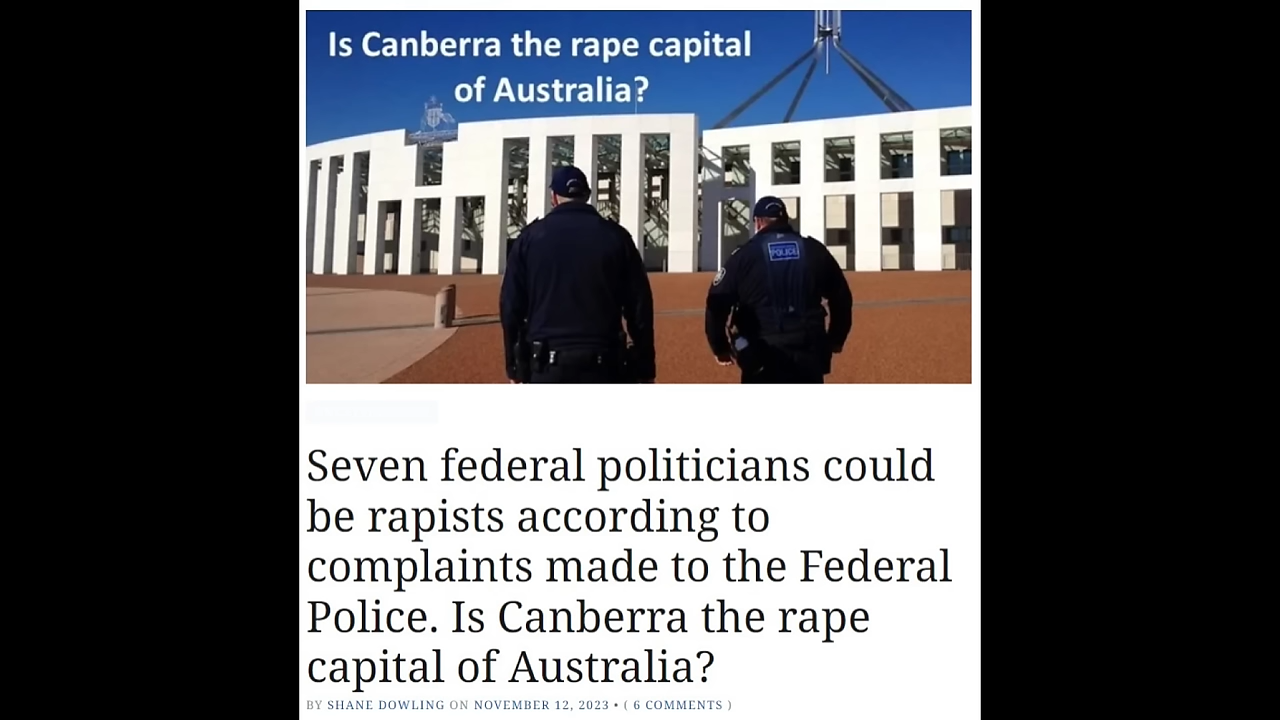 Is Canberra the rape capital
of Australia?
POLICE
Seven federal politicians could
be rapists according to
complaints made to the Federal
Police. Is Canberra the rape
capital of Australia?
BY SHANE DOWLING ON NOVEMBER 12, 2023 • ( 6 COMMENTS )